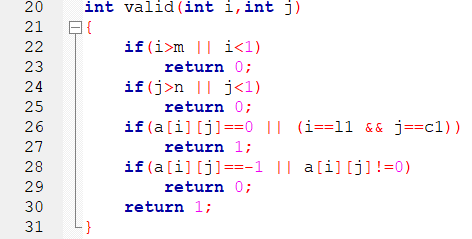 20 int valid(int i,int j)
21 {
22 if(i>m || i<1)
23 return 0;
24 if(j>n || j<1)
25 return 0;
26 if(a[i][j]==0 || (i==l1 && j==c1))
27 return 1;
28 if(a[i][j]==-1 || a[i][j]!=0)
29 return 0;
30 return 1;
31 }